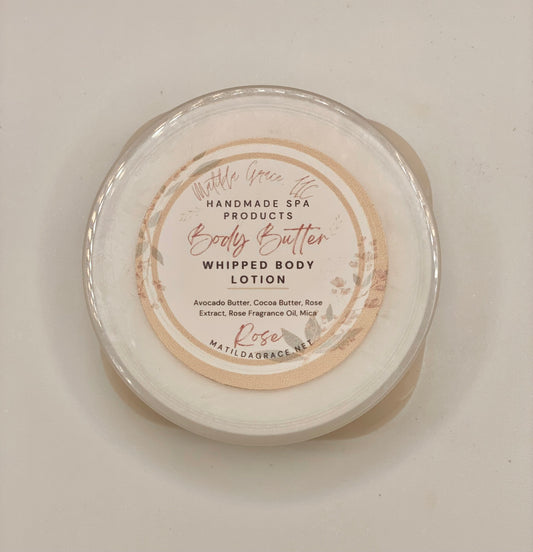 Matilda Grace LLC
HANDMADE SPA
PRODUCTS
Body Butter
WHIPPED BODY
LOTION
Avocado Butter, Cocoa Butter, Rose
Extract, Rose Fragrance Oil, Mica
Rose
MATILDAGRACE.NET